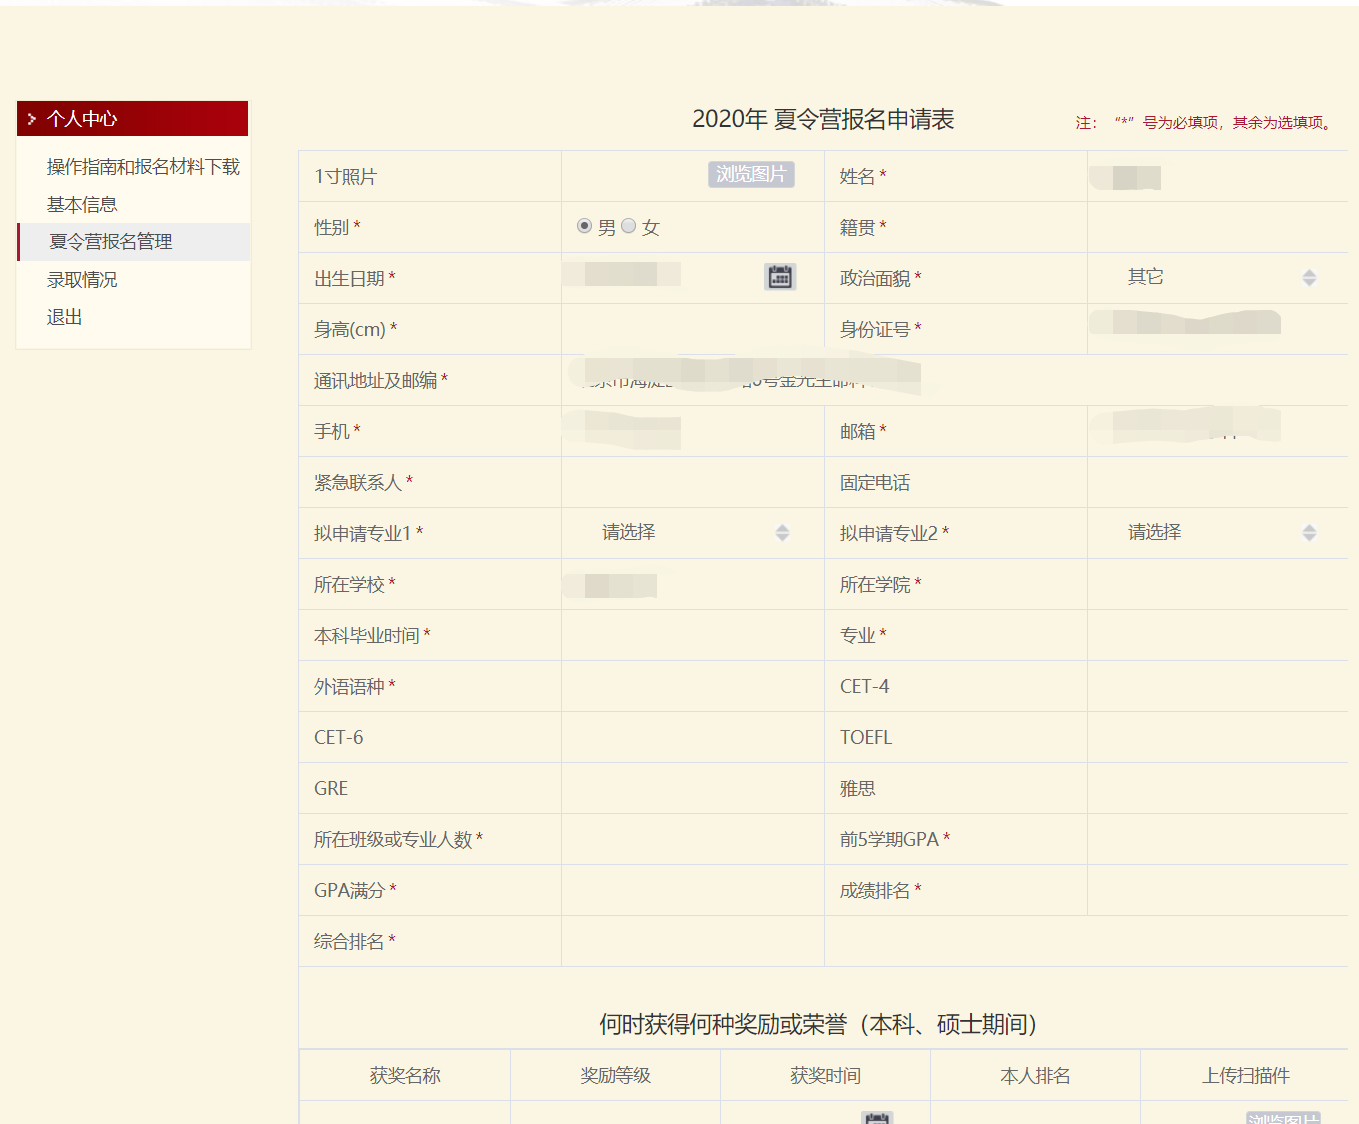 个人中心
操作指南和报名材料下载
基本信息
夏令营报名管理
录取情况
退出
2020年 夏令营报名申请表
注：“*”号为必填项，其余为选填项。
1寸照片 浏览图片 姓名*
性别* 男 女 籍贯*
出生日期* 政治面貌* 其它
身高(cm)* 身份证号*
通讯地址及邮编*
手机* 邮箱*
紧急联系人* 固定电话
拟申请专业1* 请选择 拟申请专业2* 请选择
所在学校* 所在学院*
本科毕业时间* 专业*
外语语种* CET-4
CET-6 TOEFL
GRE 雅思
所在班级或专业人数* 前5学期GPA*
GPA满分* 成绩排名*
综合排名*
何时获得何种奖励或荣誉（本科、硕士期间）
获奖名称 奖励等级 获奖时间 本人排名 上传扫描件
浏览图片